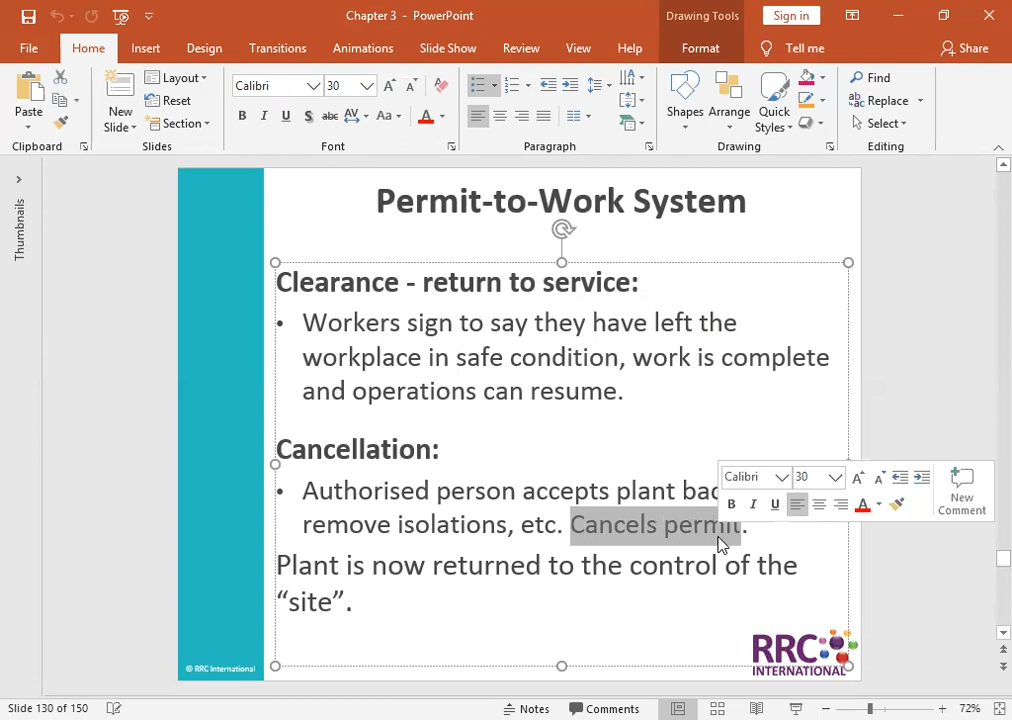 Chapter 3 - PowerPoint
Drawing Tools
Sign in
File Home Insert Design Transitions Animations Slide Show Review View Help Format Tell me Share
Paste
New
Slide
Layout
Reset
Section
Calibri 30
B I U S abc AV Aa A
Shapes Arrange Quick
Styles
Find
Replace
Select
Clipboard Slides Font Paragraph Drawing Editing
Thumbnails
Permit-to-Work System
Clearance - return to service:
• Workers sign to say they have left the
workplace in safe condition, work is complete
and operations can resume.
Cancellation:
• Authorised person accepts plant
remove isolations, etc. Cancels permit.
Plant is now returned to the control of the
“site”.
Calibri 30
B I U A
New
Comment
© RRC International
RRC
INTERNATIONAL
Slide 130 of 150 Notes Comments 72%